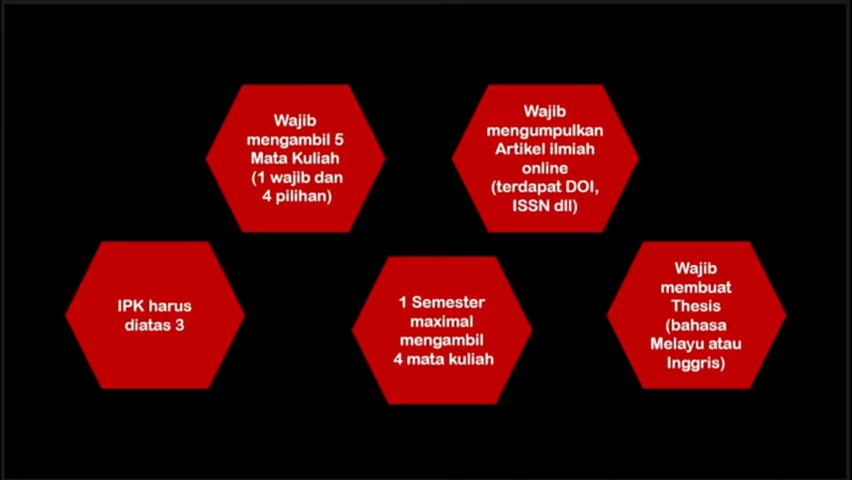 Wajib
mengambil 5
Mata Kuliah
(1 wajib dan
4 pilihan)
Wajib
mengumpulkan
Artikel ilmiah
online
(terdapat DOI,
ISSN dll)
IPK harus
diatas 3
1 Semester
maximal
mengambil
4 mata kuliah
Wajib
membuat
Thesis
(bahasa
Melayu atau
Inggris)